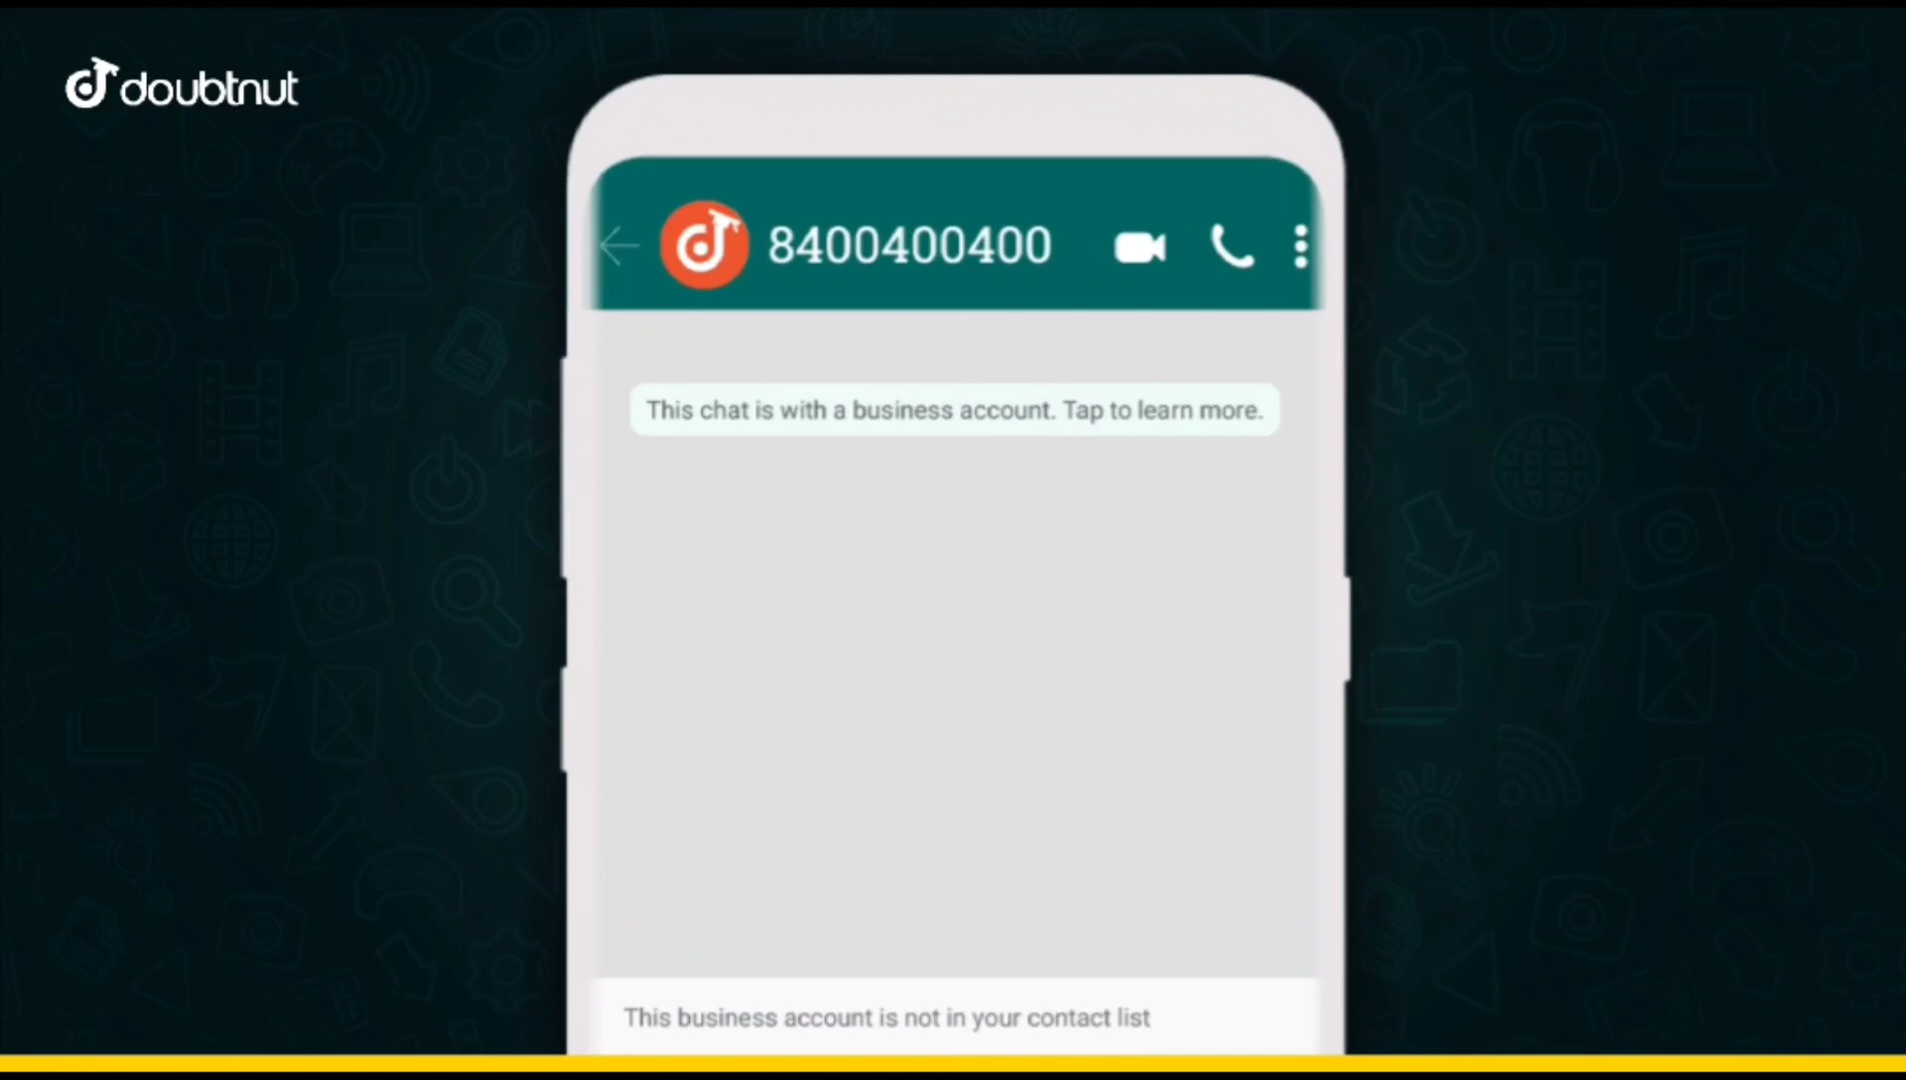 doubtnut
8400400400
This chat is with a business account. Tap to learn more.
This business account is not in your contact list